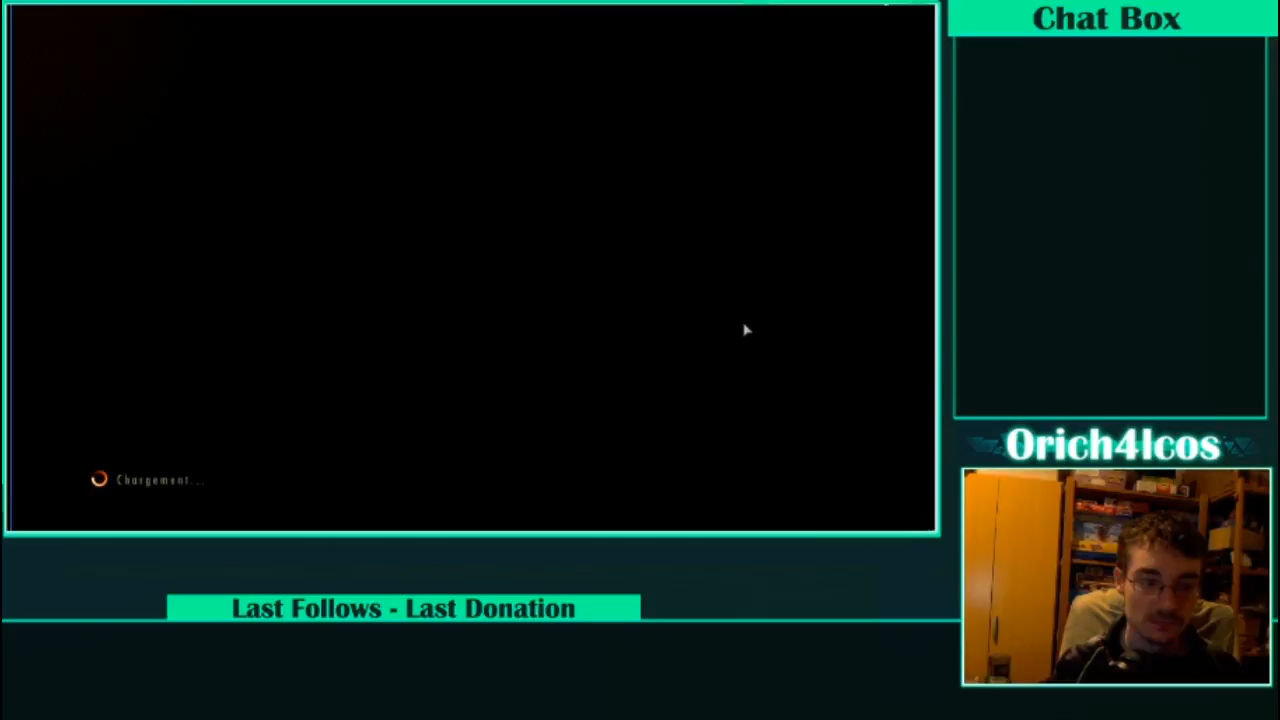 Chat Box
Chargement...
Orich4lcos
Last Follows - Last Donation